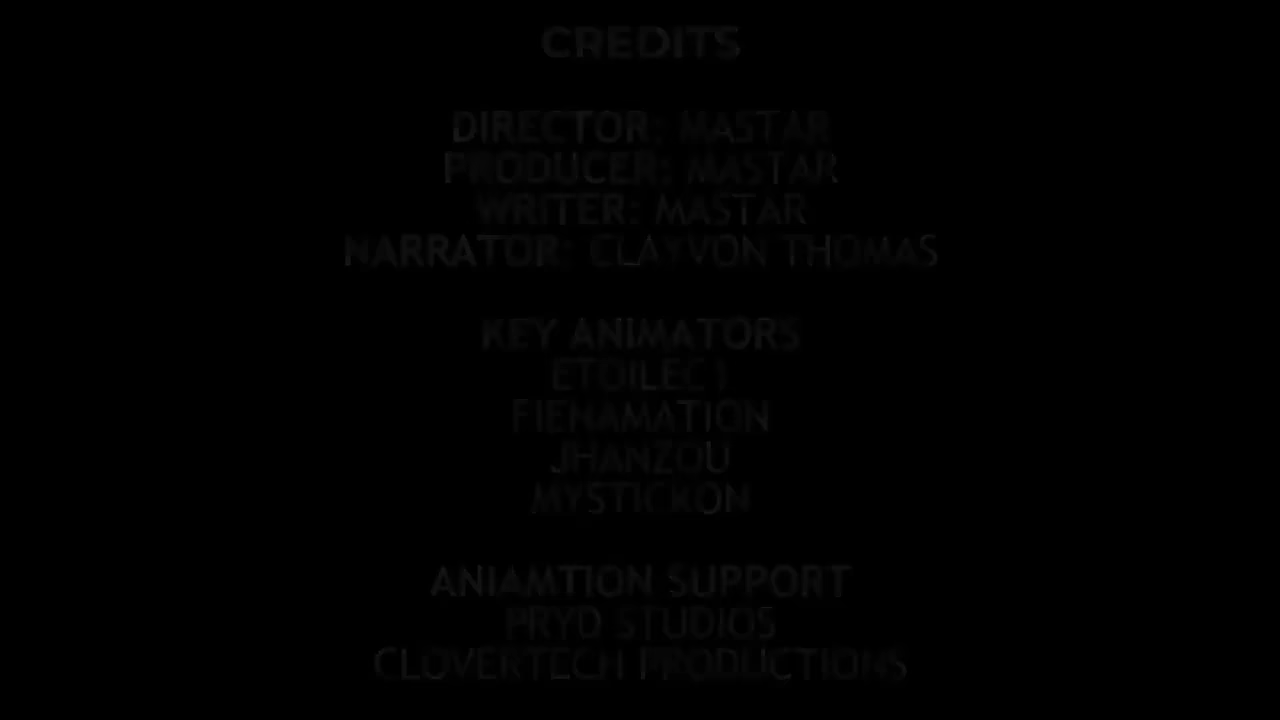 CREDITS
DIRECTOR: MASTAR
PRODUCER: MASTAR
WRITER: MASTAR
NARRATOR: CLAYVON THOMAS
KEY ANIMATORS
FIENAMATION
JHANZOU
MYSTICKON
ANIAMTION SUPPORT
PRYD STUDIOS
CLOVERTECH PRODUCTIONS